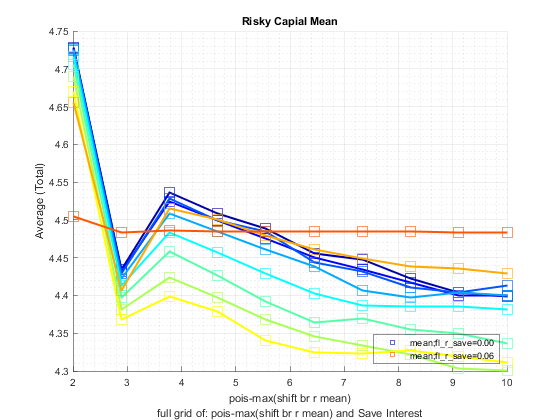 Risky Capial Mean
4.75
4.7
4.65
4.6
4.55
4.5
4.45
4.4
4.35
4.3
Average (Total)
mean;fl_r_save=0.00
mean;fl_r_save=0.06
2 3 4 5 6 7 8 9 10
pois-max(shift br r mean)
full grid of: pois-max(shift br r mean) and Save Interest